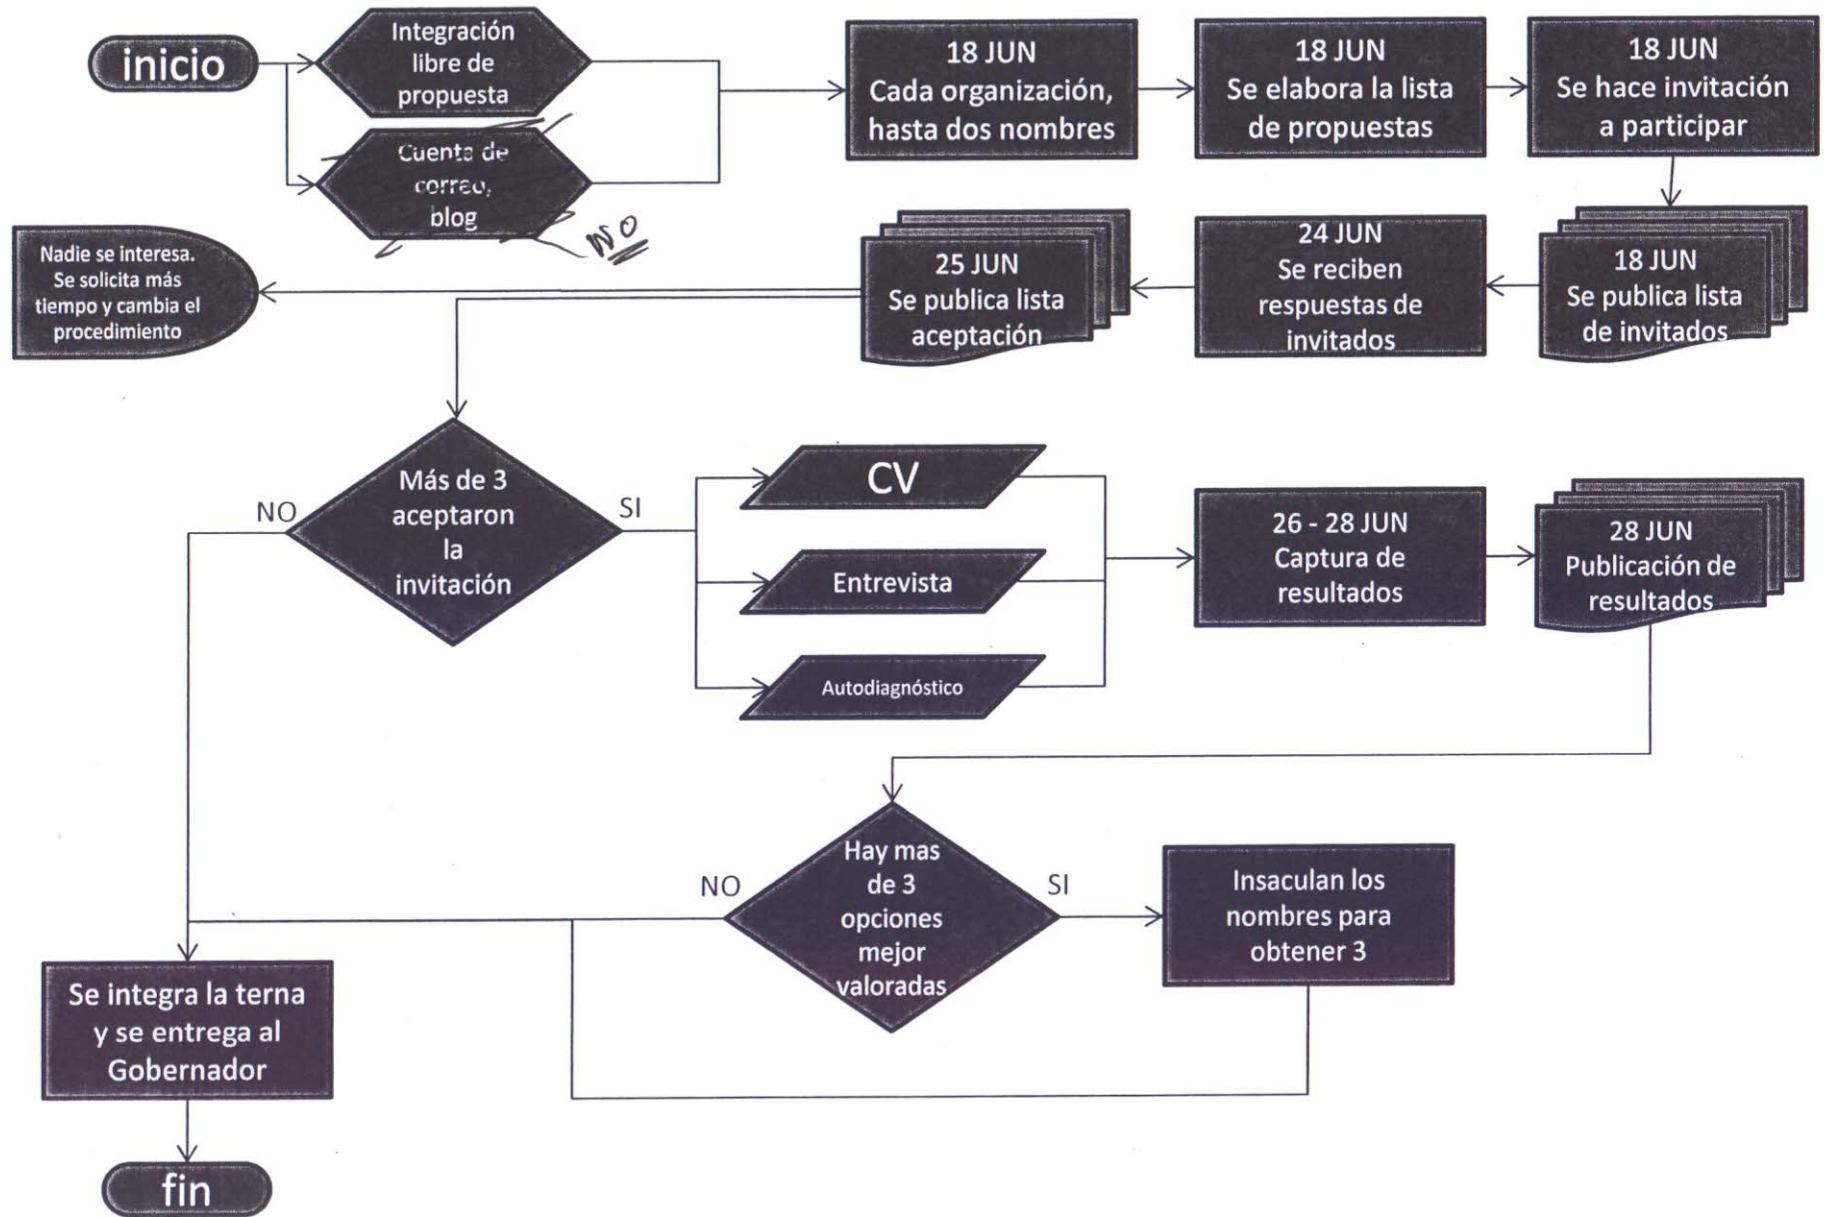 inicio
Integración
libre de
propuesta
Cuenta de
correo,
blog
NO
18 JUN
Cada organización,
hasta dos nombres
18 JUN
Se elabora la lista
de propuestas
18 JUN
Se hace invitación
a participar
18 JUN
Se publica lista
de invitados
24 JUN
Se reciben
respuestas de
invitados
25 JUN
Se publica lista
aceptación
Nadie se interesa.
Se solicita más
tiempo y cambia el
procedimiento
Más de 3
aceptaron
la
invitación
NO
SI
CV
Entrevista
Autodiagnóstico
26 - 28 JUN
Captura de
resultados
28 JUN
Publicación de
resultados
Hay mas
de 3
opciones
mejor
valoradas
NO
SI
Insaculan los
nombres para
obtener 3
Se integra la terna
y se entrega al
Gobernador
fin